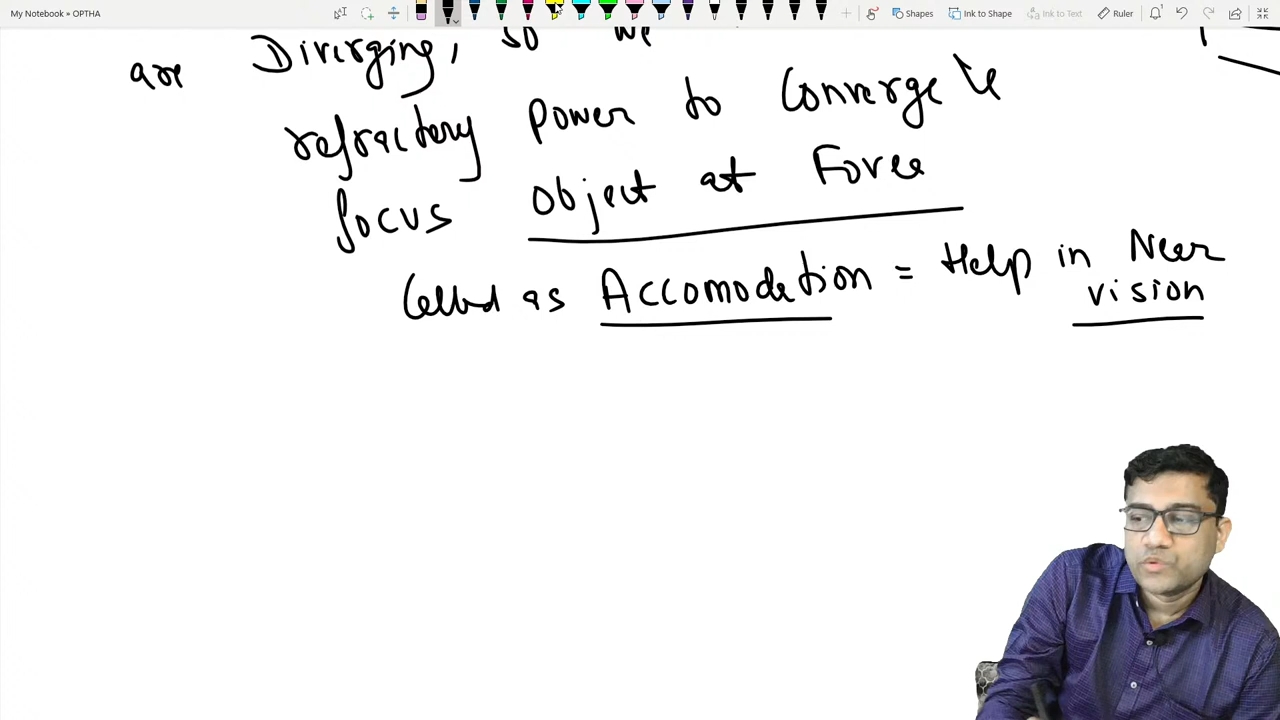 My Notebook » OPTHA
Shapes Ink to Shape Ink to Text Ruler
are Diverging, so we
refractory power to converge &
focus object at Fovea
Called as Accomodation = Help in Near
vision